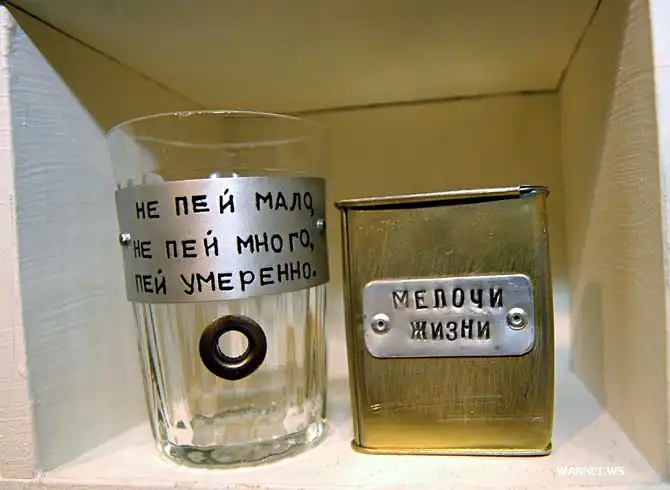 НЕ ПЕЙ МАЛО,
НЕ ПЕЙ МНОГО,
ПЕЙ УМЕРЕННО.
МЕЛОЧИ
ЖИЗНИ
WARNET.WS